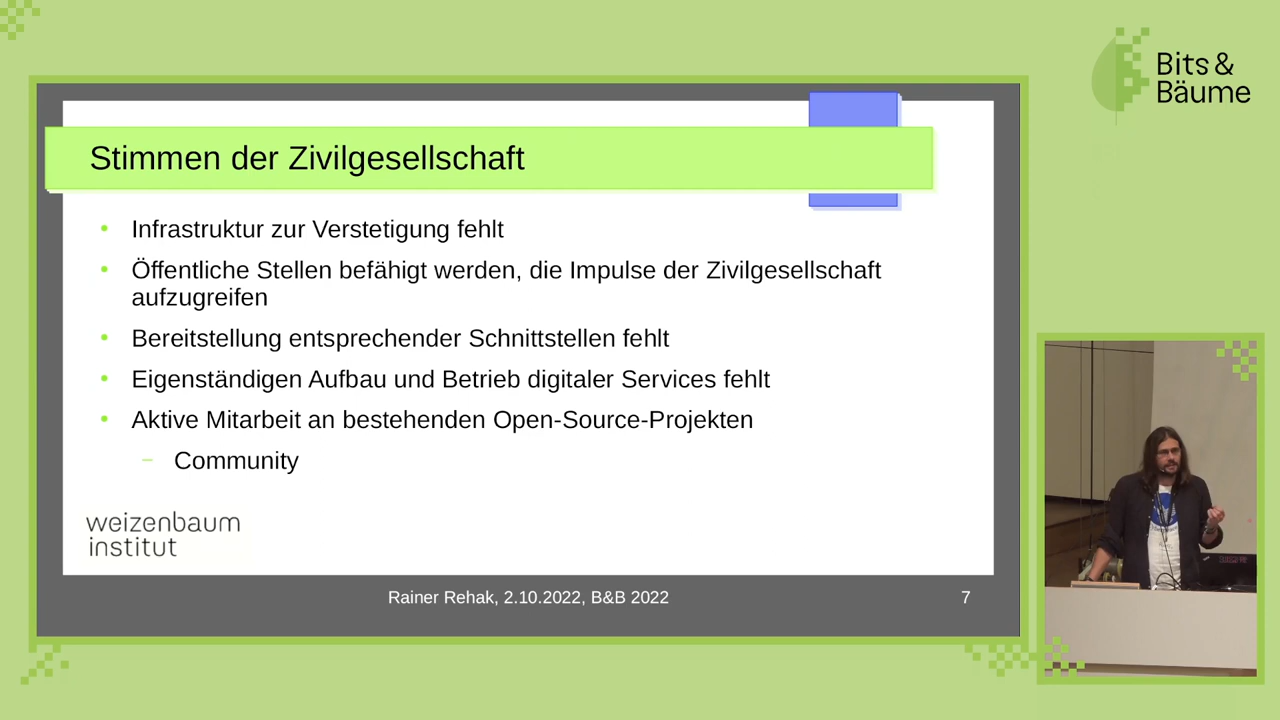 Bits &
Bäume
Stimmen der Zivilgesellschaft
• Infrastruktur zur Verstetigung fehlt
• Öffentliche Stellen befähigt werden, die Impulse der Zivilgesellschaft
aufzugreifen
• Bereitstellung entsprechender Schnittstellen fehlt
• Eigenständigen Aufbau und Betrieb digitaler Services fehlt
• Aktive Mitarbeit an bestehenden Open-Source-Projekten
– Community
weizenbaum
institut
Rainer Rehak, 2.10.2022, B&B 2022
7